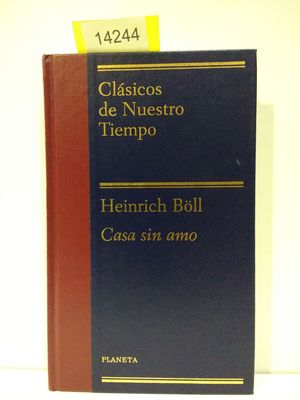 14244
Clásicos
de Nuestro
Tiempo
Heinrich Böll
Casa sin amo
PLANETA